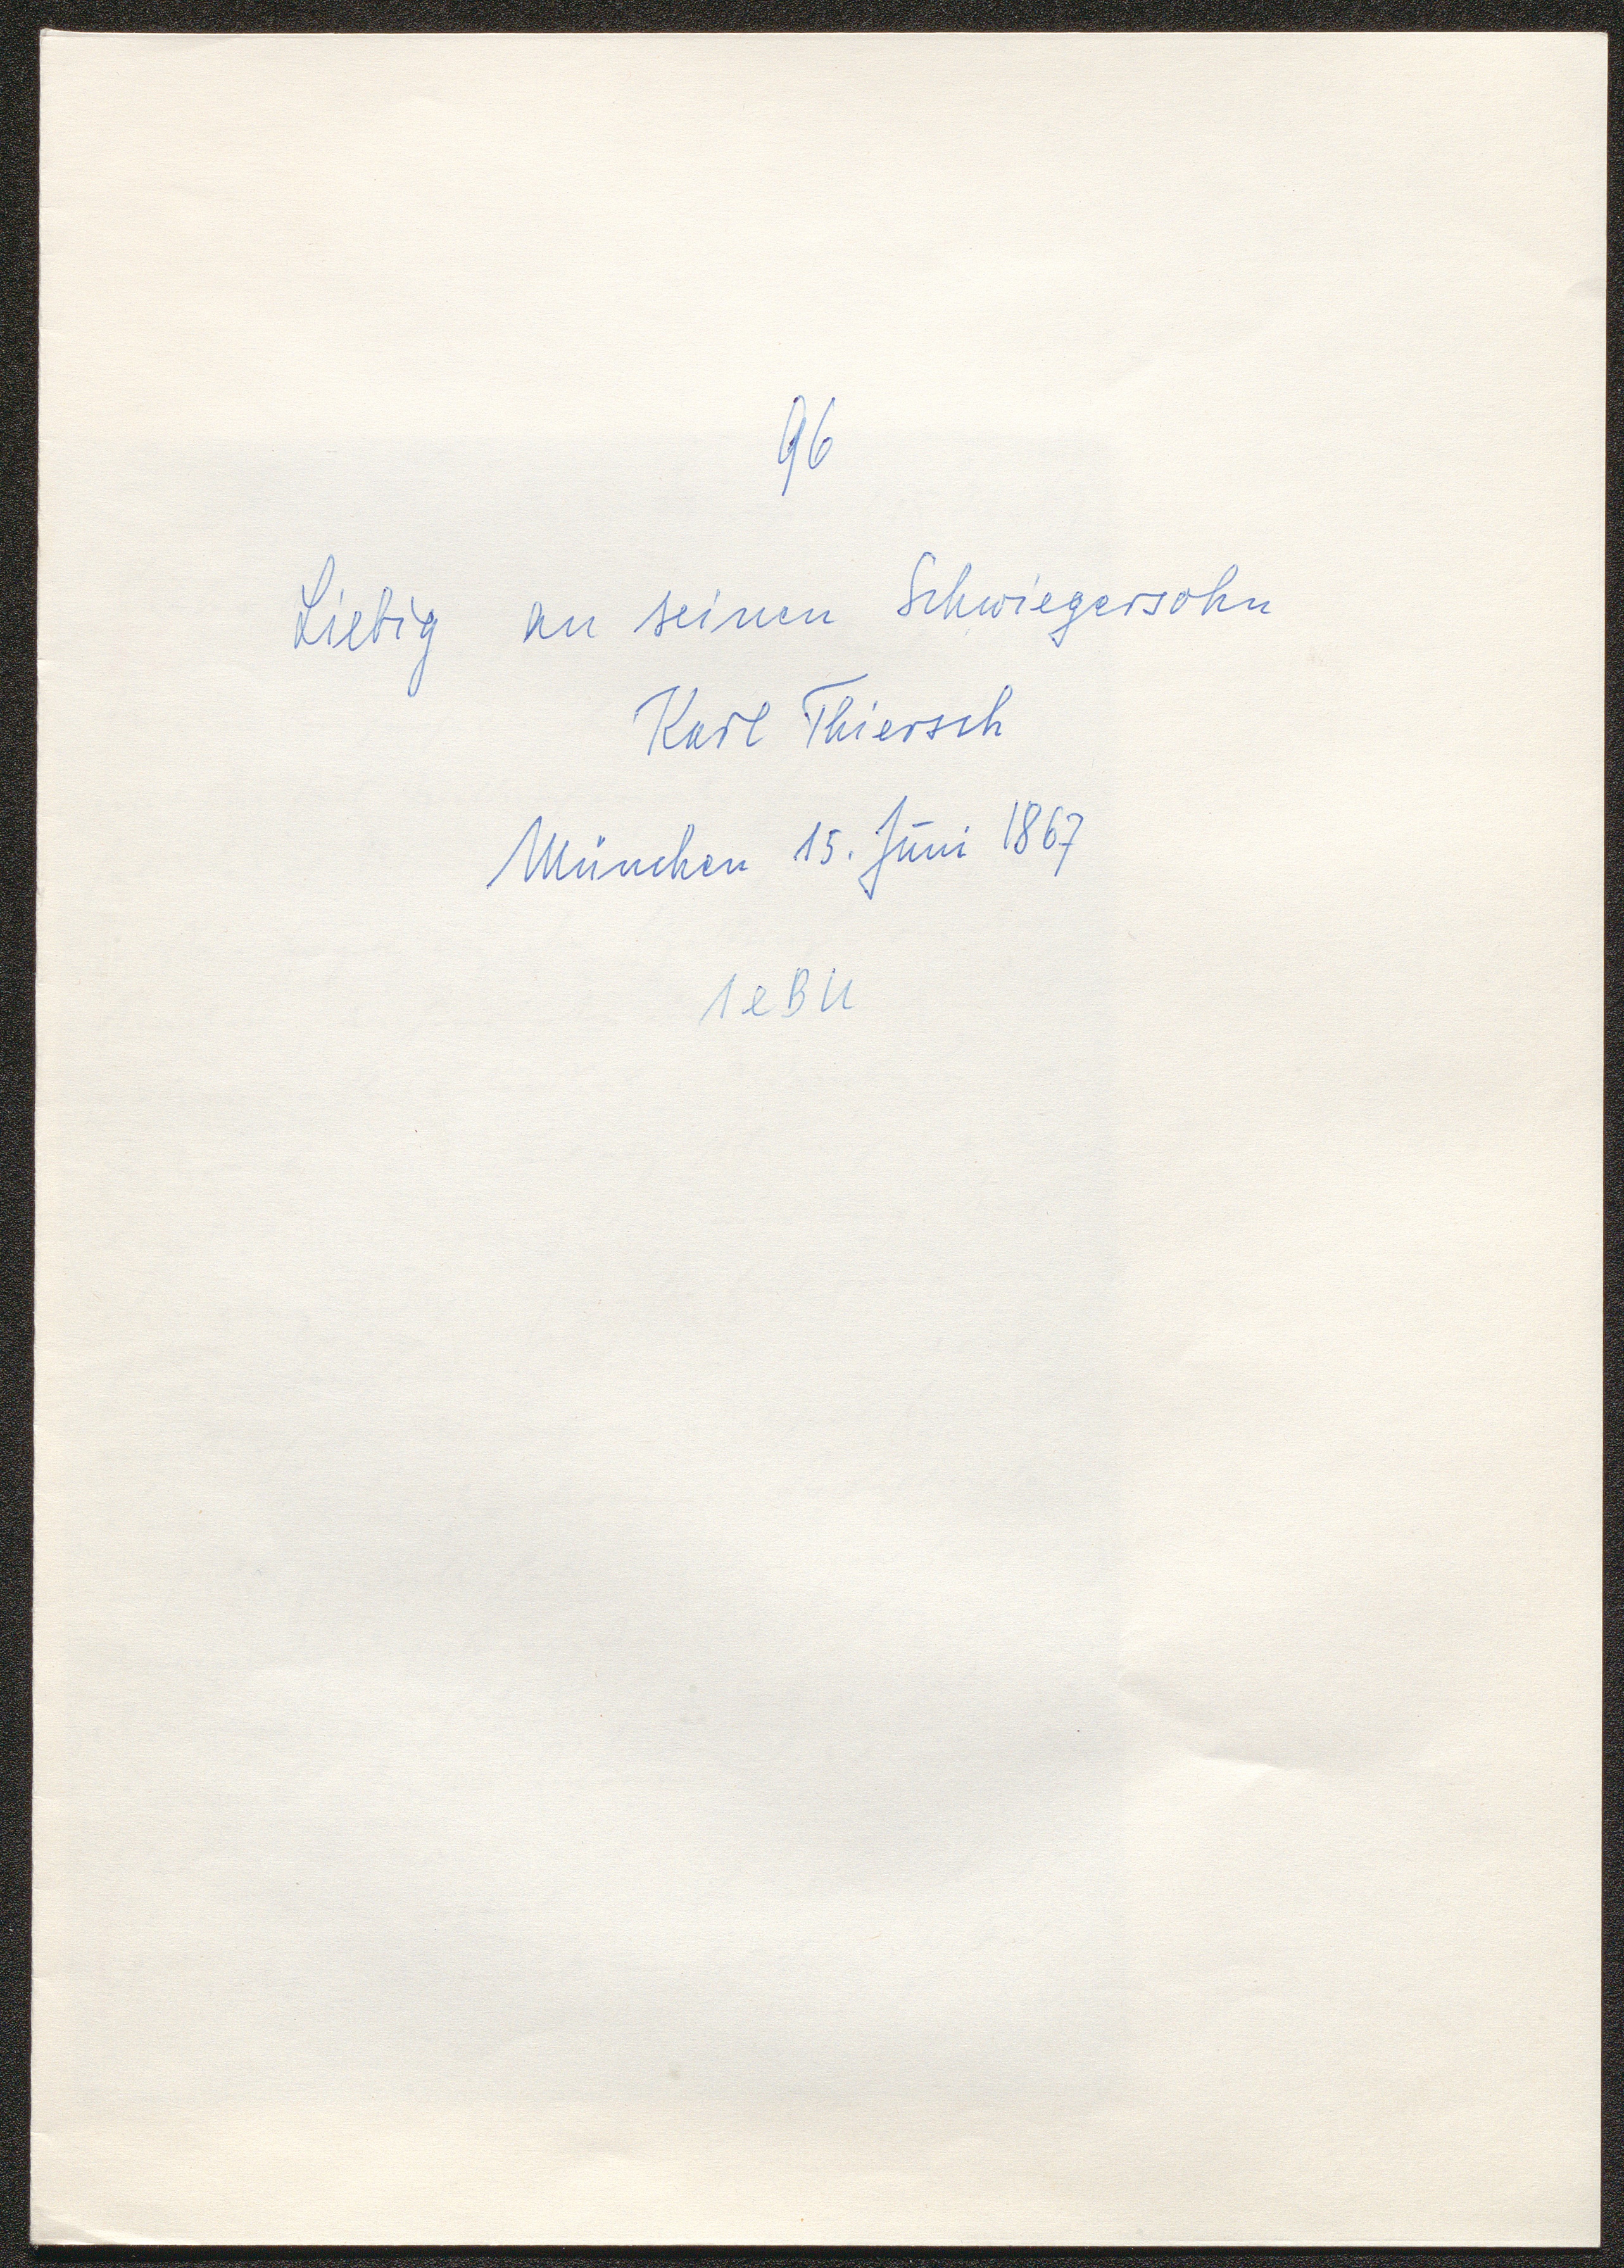 96
Liebig an seinen Schwiegersohn
Karl Thiersch
München 15. Juni 1867
1eBU